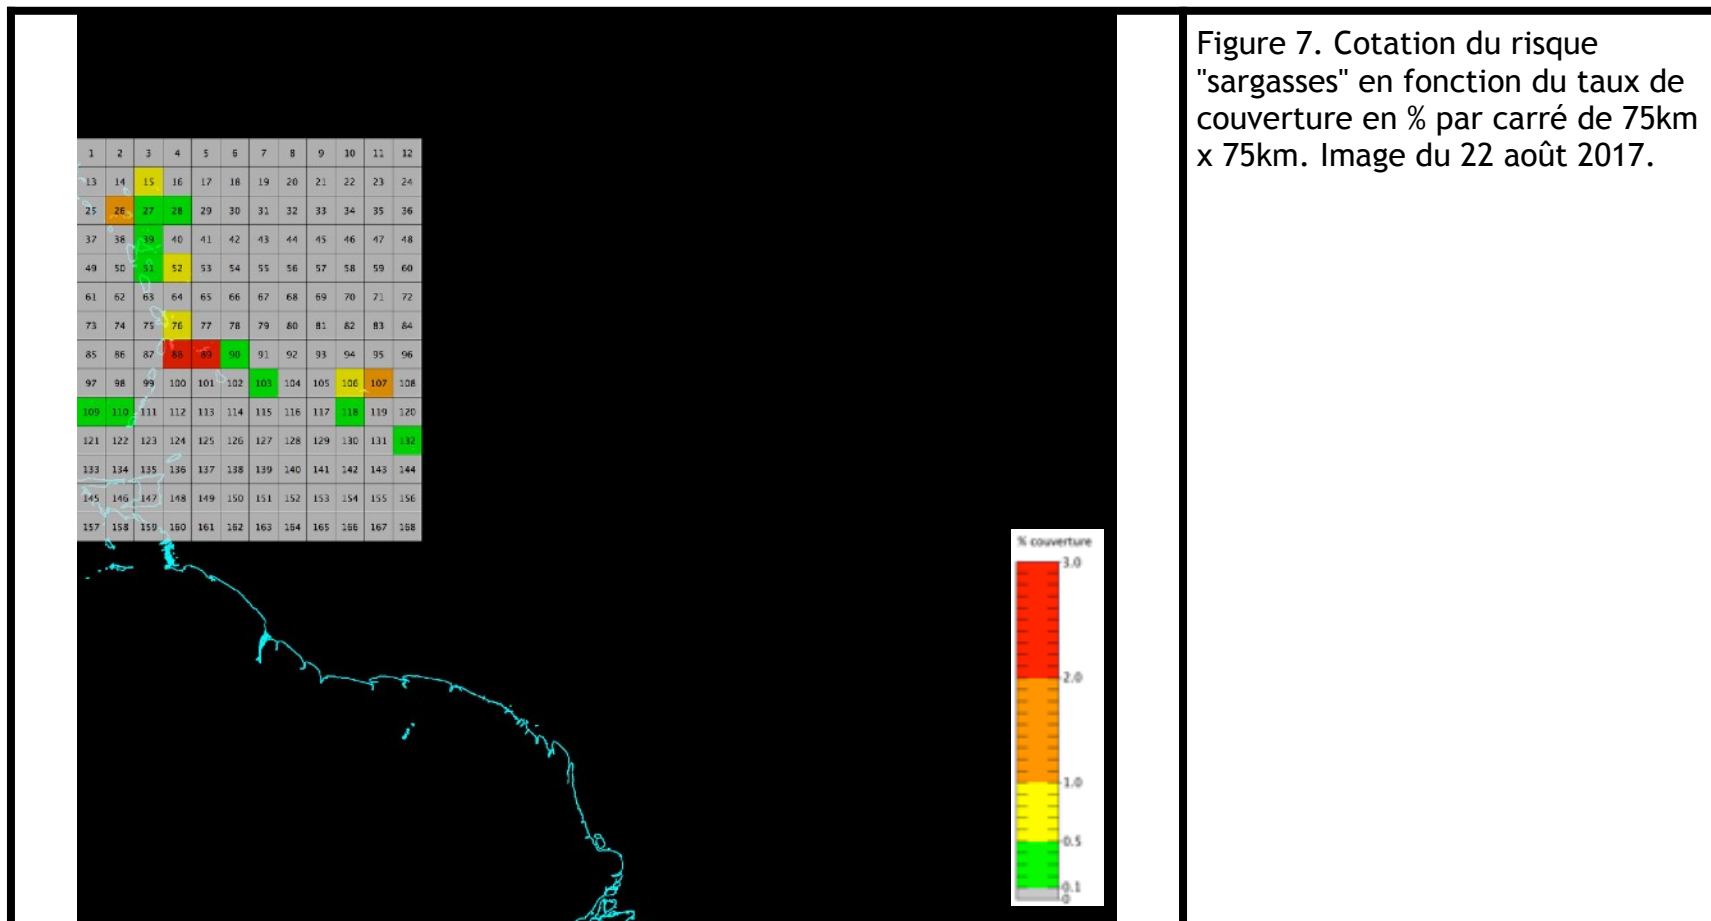 1 2 3 4 5 6 7 8 9 10 11 12
13 14 15 16 17 18 19 20 21 22 23 24
25 26 27 28 29 30 31 32 33 34 35 36
37 38 39 40 41 42 43 44 45 46 47 48
49 50 51 52 53 54 55 56 57 58 59 60
61 62 63 64 65 66 67 68 69 70 71 72
73 74 75 76 77 78 79 80 81 82 83 84
85 86 87 88 89 90 91 92 93 94 95 96
97 98 99 100 101 102 103 104 105 106 107 108
109 110 111 112 113 114 115 116 117 118 119 120
121 122 123 124 125 126 127 128 129 130 131 132
133 134 135 136 137 138 139 140 141 142 143 144
145 146 147 148 149 150 151 152 153 154 155 156
157 158 159 160 161 162 163 164 165 166 167 168
% couverture
3.0
2.0
1.0
0.5
0.1
0
Figure 7. Cotation du risque
"sargasses" en fonction du taux de
couverture en % par carré de 75km
x 75km. Image du 22 août 2017.